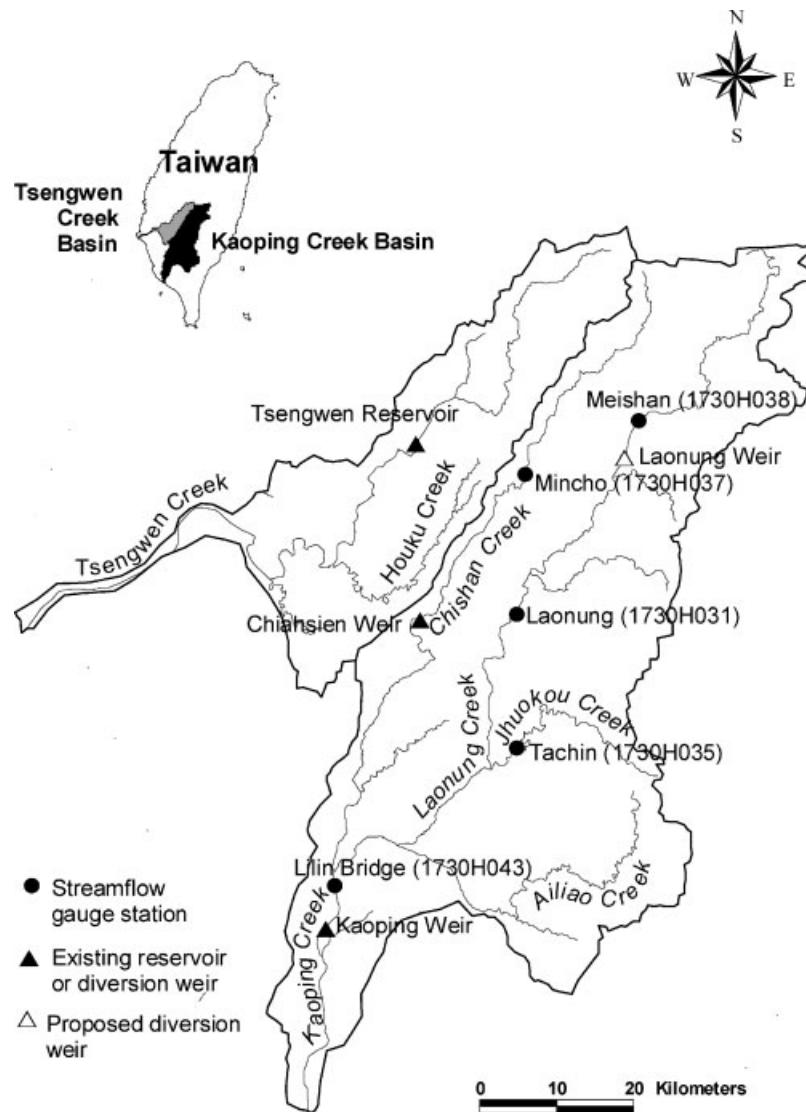 N
W
E
S
Taiwan
Tsengwen
Creek
Basin
Kaoping Creek Basin
Meishan (1730H038)
Tsengwen Reservoir
Laonung Weir
Mincho (1730H037)
Houku Creek
Tsengwen Creek
Chishan Creek
Chiahsien Weir
Laonung (1730H031)
Laonung Creek
Jhuokou Creek
Tachin (1730H035)
Lilin Bridge (1730H043)
Ailiao Creek
Kaoping Weir
Kaoping Creek
Streamflow
gauge station
Existing reservoir
or diversion weir
Proposed diversion
weir
0 10 20 Kilometers